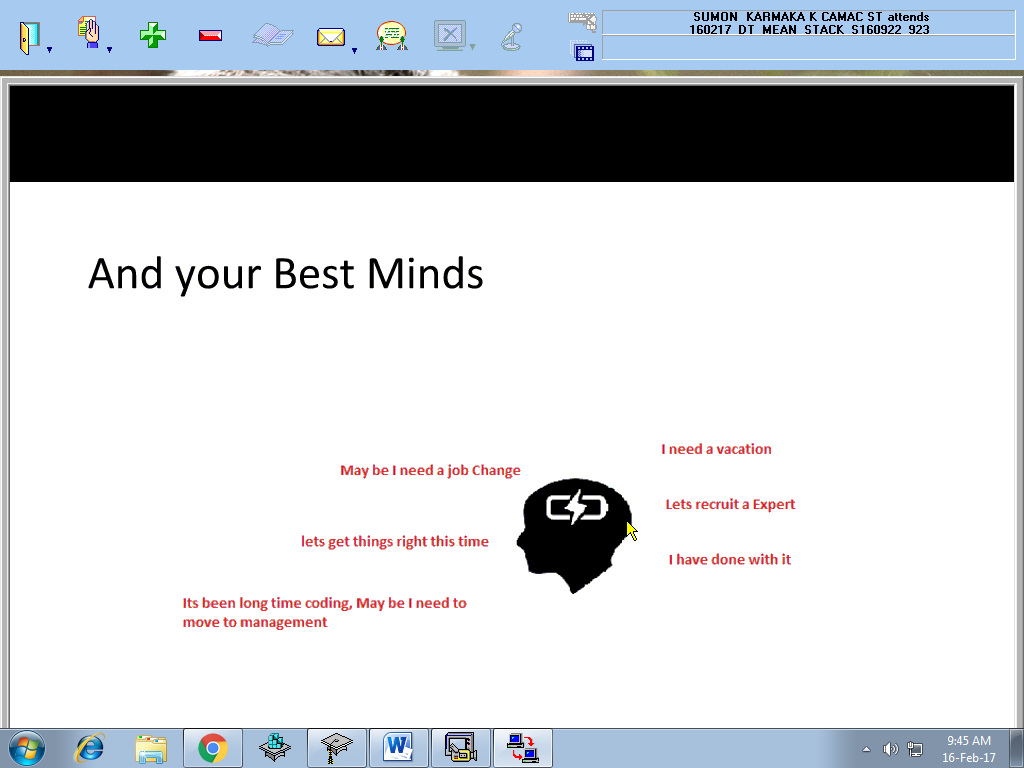 SUMON KARMAKA K CAMAC ST attends
160217 DT MEAN STACK S160922 923
And your Best Minds
I need a vacation
May be I need a job Change
Lets recruit a Expert
lets get things right this time
I have done with it
Its been long time coding, May be I need to
move to management
9:45 AM
16-Feb-17